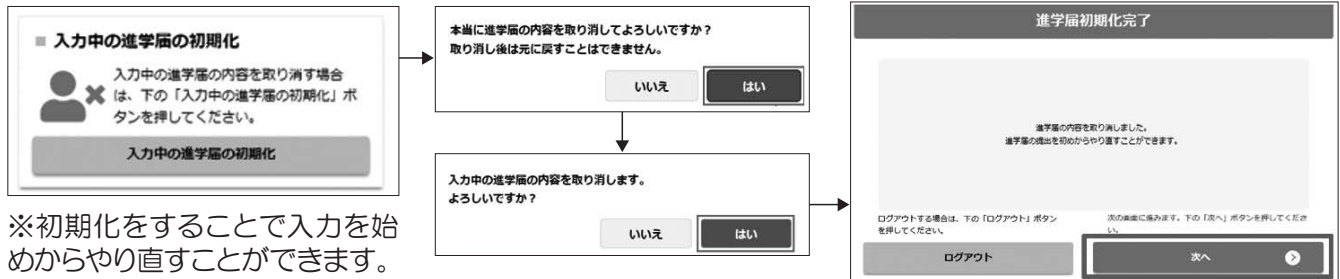 ■ 入力中の進学届の初期化
入力中の進学届の内容を取り消す場合
は、下の「入力中の進学届の初期化」ボ
タンを押してください。
入力中の進学届の初期化
※初期化をすることで入力を始
めからやり直すことができます。
本当に進学届の内容を取り消してよろしいですか？
取り消し後は元に戻すことはできません。
いいえ
はい
入力中の進学届の内容を取り消します。
よろしいですか？
いいえ
はい
進学届初期化完了
進学届の内容を取り消しました。
進学届の提出を初めからやり直すことができます。
ログアウトする場合は、下の「ログアウト」ボタン
を押してください。
ログアウト
次の画面に進みます。下の「次へ」ボタンを押してくださ
い。
次へ